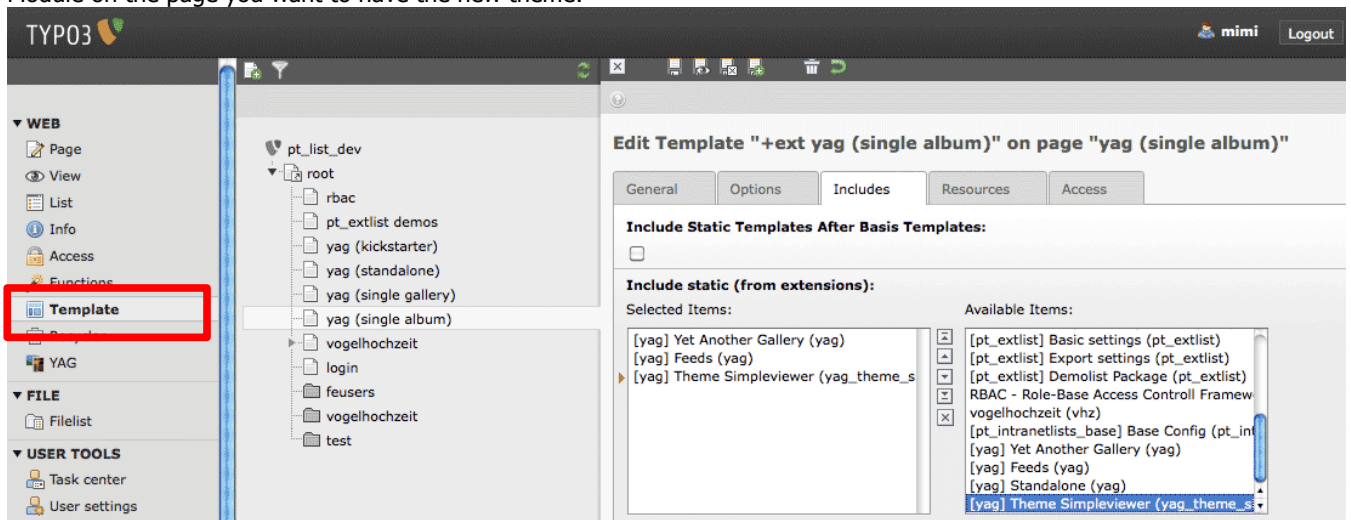 Module on the page you want to have the new theme.
TYPO3
mimi
Logout
WEB
Page
View
List
Info
Access
Functions
Template
Recycler
YAG
FILE
Filelist
USER TOOLS
Task center
User settings
pt_list_dev
root
rbac
pt_extlist demos
yag (kickstarter)
yag (standalone)
yag (single gallery)
yag (single album)
vogelhochzeit
login
feusers
vogelhochzeit
test
Edit Template "+ext yag (single album)" on page "yag (single album)"
General Options Includes Resources Access
Include Static Templates After Basis Templates:
Include static (from extensions):
Selected Items:
[yag] Yet Another Gallery (yag)
[yag] Feeds (yag)
[yag] Theme Simpleviewer (yag_theme_s
Available Items:
[pt_extlist] Basic settings (pt_extlist)
[pt_extlist] Export settings (pt_extlist)
[pt_extlist] Demolist Package (pt_extlist)
RBAC - Role-Base Access Controll Framew
vogelhochzeit (vhz)
[pt_intranetlists_base] Base Config (pt_int
[yag] Yet Another Gallery (yag)
[yag] Feeds (yag)
[yag] Standalone (yag)
[yag] Theme Simpleviewer (yag_theme_s